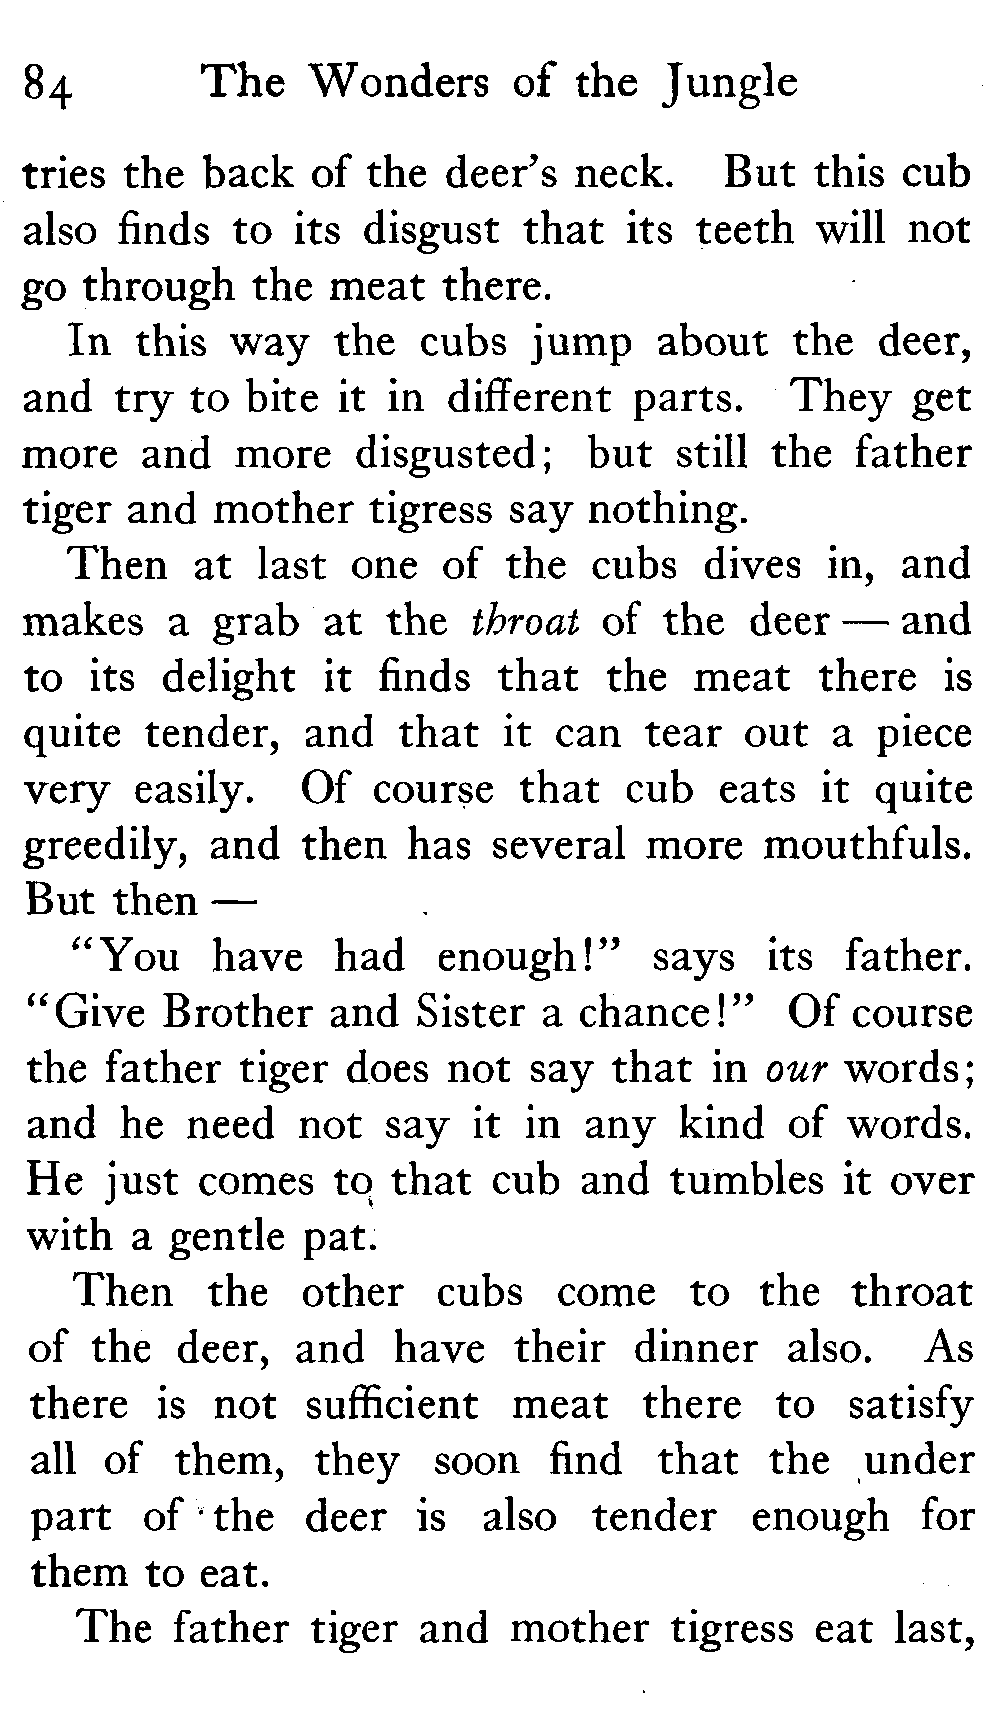 84 The Wonders of the Jungle
tries the back of the deer's neck. But this cub
also finds to its disgust that its teeth will not
go through the meat there.
In this way the cubs jump about the deer,
and try to bite it in different parts. They get
more and more disgusted; but still the father
tiger and mother tigress say nothing.
Then at last one of the cubs dives in, and
makes a grab at the throat of the deer — and
to its delight it finds that the meat there is
quite tender, and that it can tear out a piece
very easily. Of course that cub eats it quite
greedily, and then has several more mouthfuls.
But then —
"You have had enough!" says its father.
"Give Brother and Sister a chance!" Of course
the father tiger does not say that in our words;
and he need not say it in any kind of words.
He just comes to that cub and tumbles it over
with a gentle pat.
Then the other cubs come to the throat
of the deer, and have their dinner also. As
there is not sufficient meat there to satisfy
all of them, they soon find that the under
part of the deer is also tender enough for
them to eat.
The father tiger and mother tigress eat last,